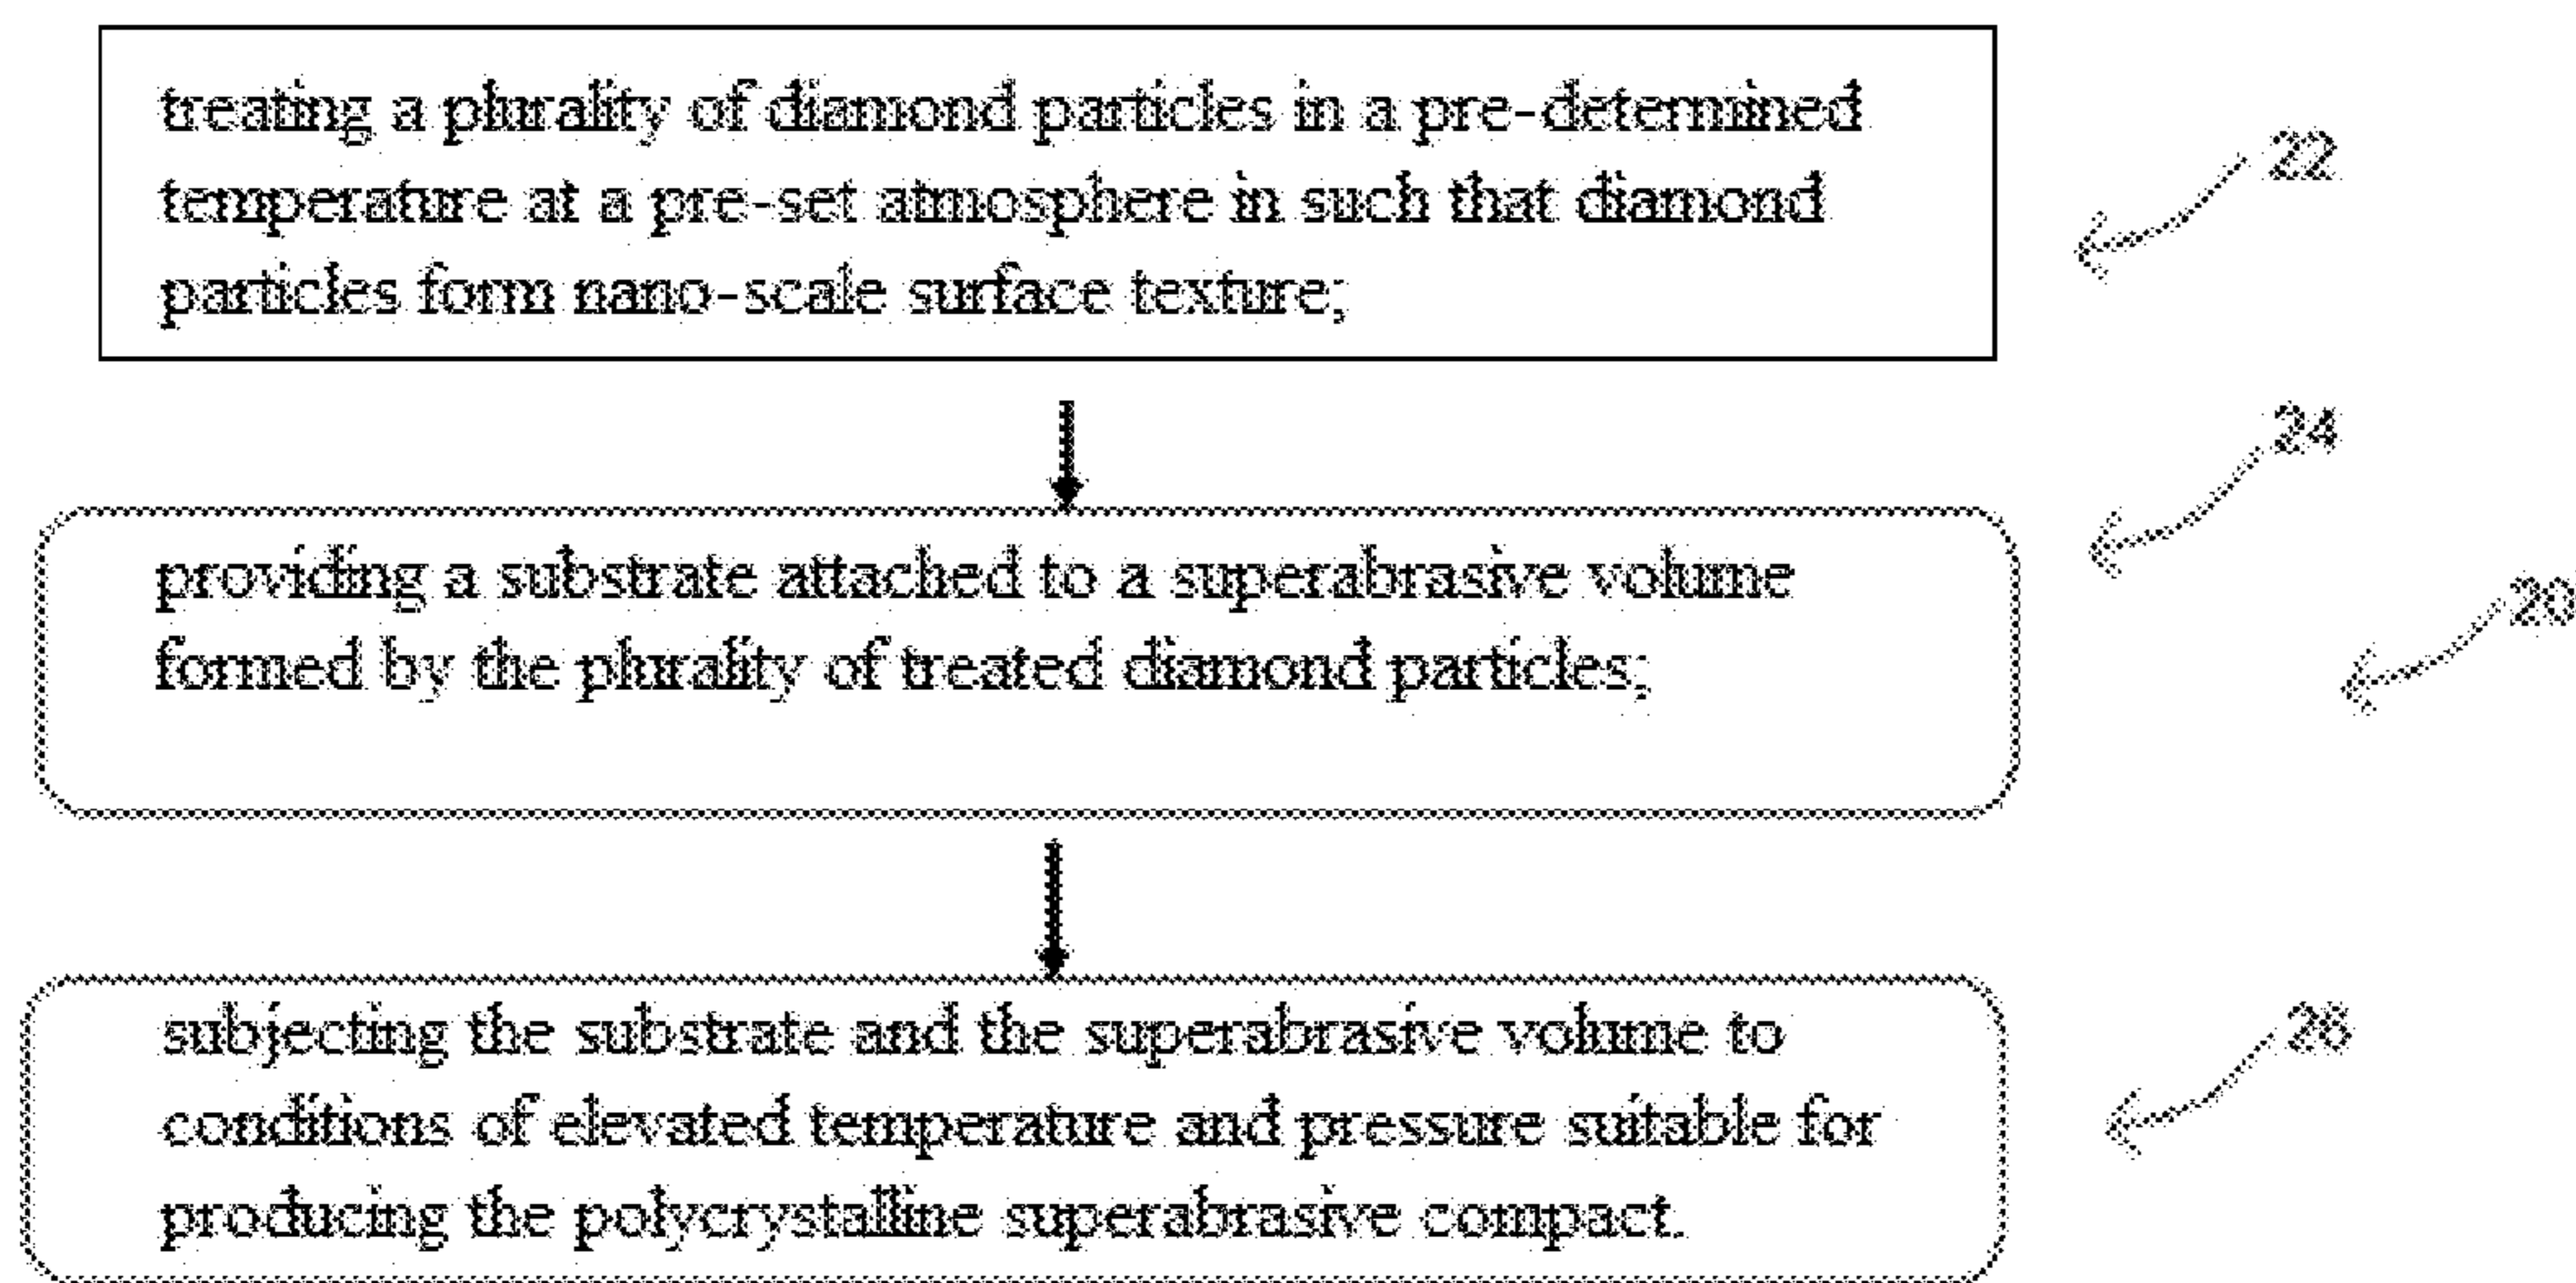 treating a plurality of diamond particles in a pre-determined
temperature at a pre-set atmosphere in such that diamond
particles form nano-scale surface texture;
22
24
providing a substrate attached to a superabrasive volume
formed by the plurality of treated diamond particles;
20
subjecting the substrate and the superabrasive volume to
conditions of elevated temperature and pressure suitable for
producing the polycrystalline superabrasive compact.
26